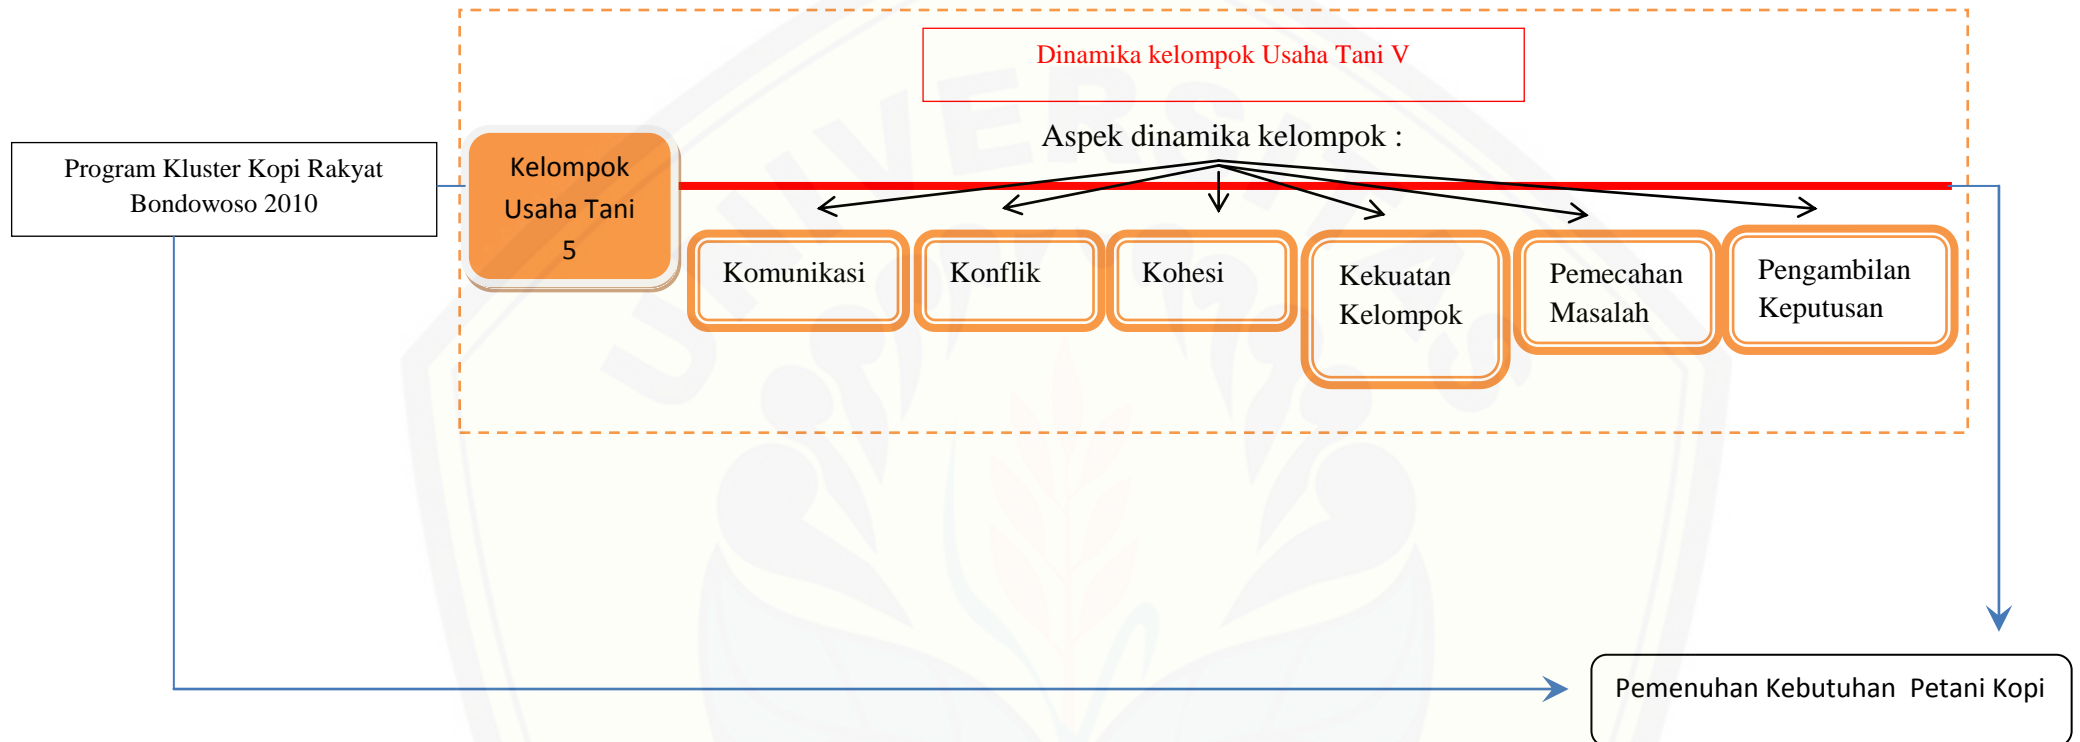 Dinamika kelompok Usaha Tani V
Aspek dinamika kelompok :
Program Kluster Kopi Rakyat
Bondowoso 2010
Kelompok
Usaha Tani
5
Komunikasi
Konflik
Kohesi
Kekuatan
Kelompok
Pemecahan
Masalah
Pengambilan
Keputusan
Pemenuhan Kebutuhan  Petani Kopi
UNIVERSITAS